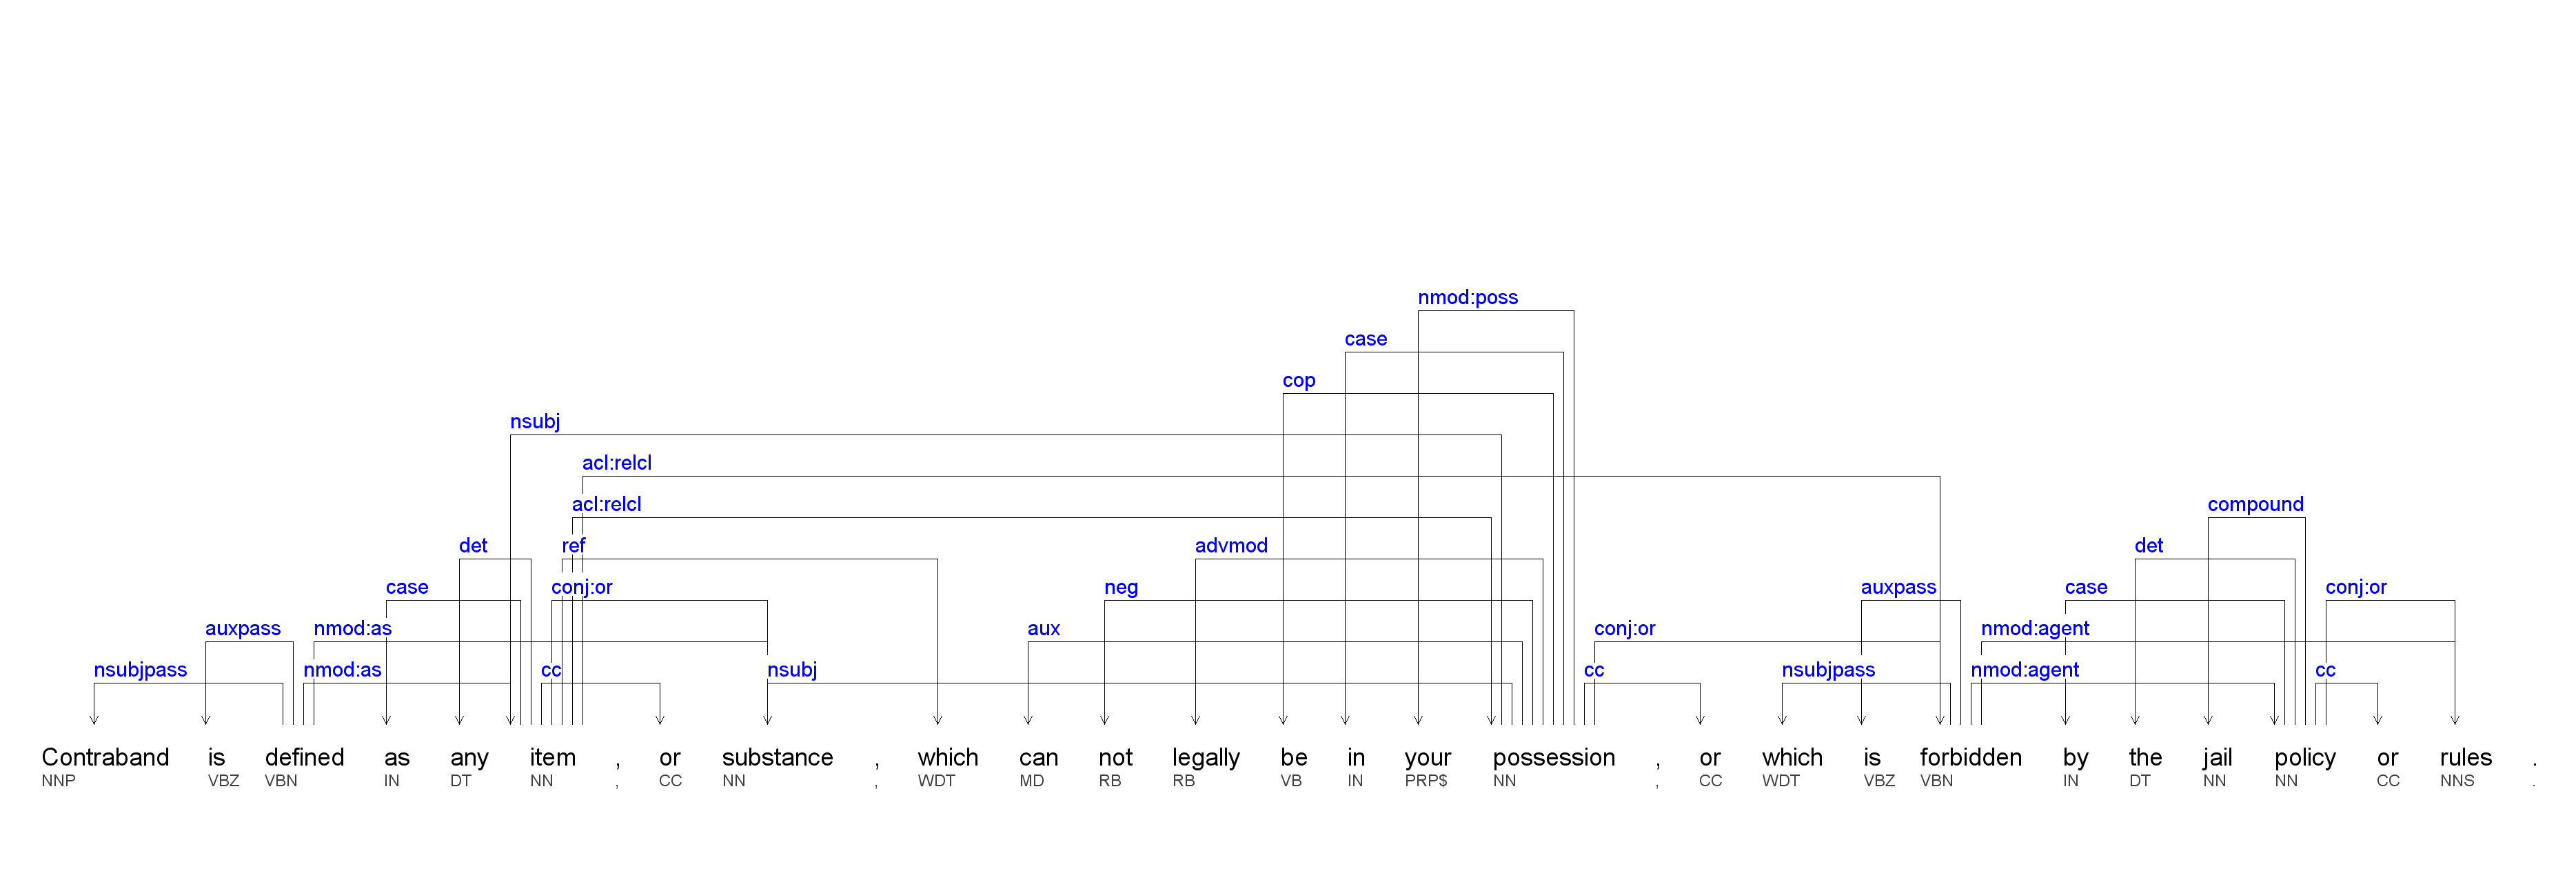 nmod:poss
case
cop
nsubj
acl:relcl
acl:relcl compound
det ref advmod det
case conj:or neg auxpass case conj:or
auxpass nmod:as aux conj:or nmod:agent
nsubjpass nmod:as cc nsubj cc nsubjpass nmod:agent cc
Contraband is defined as any item , or substance , which can not legally be in your possession , or which is forbidden by the jail policy or rules .
NNP VBZ VBN IN DT NN , CC NN , WDT MD RB RB VB IN PRP$ NN , CC WDT VBZ VBN IN DT NN NN CC NNS .